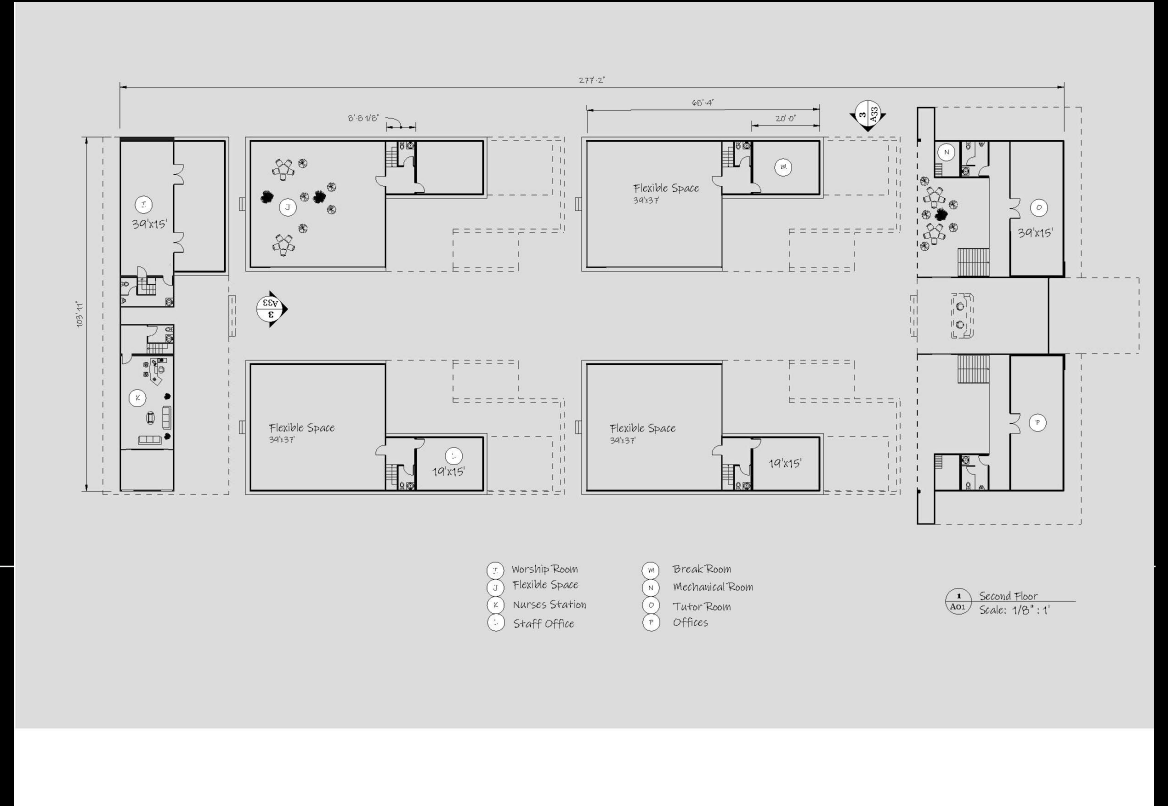 277'-2"
68'-4"
8'-8 1/8"
20'-0"
3
A33
N
M
Flexible Space
39'x37'
I
J
O
39'x15'
39'x15'
103'-11"
A33
3
K
Flexible Space
39'x37'
Flexible Space
39'x37'
P
L
19'x15'
19'x15'
I Worship Room
M Break Room
J Flexible Space
N Mechanical Room
K Nurses Station
O Tutor Room
L Staff Office
P Offices
1
A01
Second Floor
Scale: 1/8" : 1'